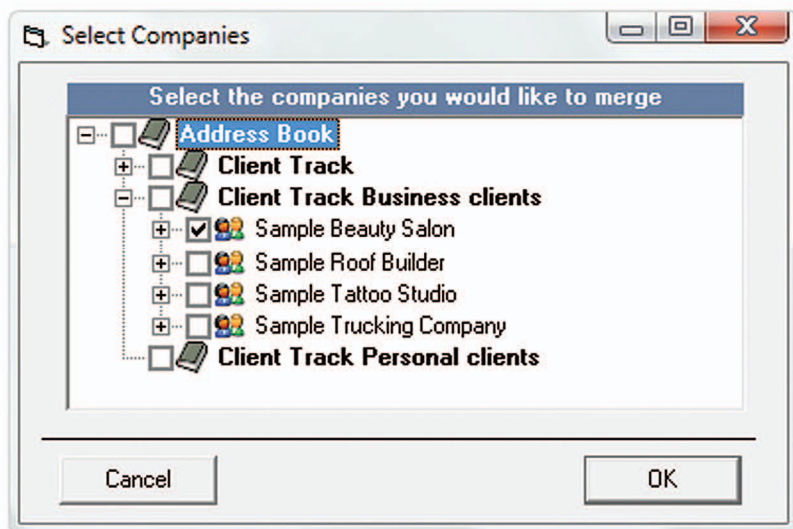 Select Companies
Select the companies you would like to merge
Address Book
Client Track
Client Track Business clients
Sample Beauty Salon
Sample Roof Builder
Sample Tattoo Studio
Sample Trucking Company
Client Track Personal clients
Cancel OK